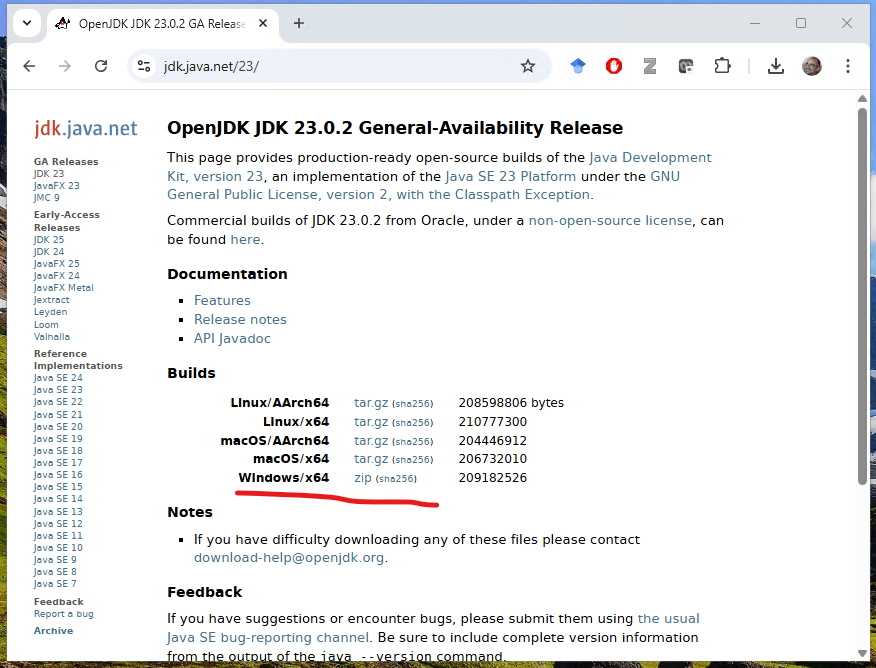 OpenJDK JDK 23.0.2 GA Release
jdk.java.net/23/
jdk.java.net
GA Releases
JDK 23
JavaFX 23
JMC 9
Early-Access
Releases
JDK 25
JDK 24
JavaFX 25
JavaFX 24
JavaFX Metal
Jextract
Leyden
Loom
Valhalla
Reference
Implementations
Java SE 24
Java SE 23
Java SE 22
Java SE 21
Java SE 20
Java SE 19
Java SE 18
Java SE 17
Java SE 16
Java SE 15
Java SE 14
Java SE 13
Java SE 12
Java SE 11
Java SE 10
Java SE 9
Java SE 8
Java SE 7
Feedback
Report a bug
Archive
OpenJDK JDK 23.0.2 General-Availability Release
This page provides production-ready open-source builds of the Java Development
Kit, version 23, an implementation of the Java SE 23 Platform under the GNU
General Public License, version 2, with the Classpath Exception.
Commercial builds of JDK 23.0.2 from Oracle, under a non-open-source license, can
be found here.
Documentation
▪ Features
▪ Release notes
▪ API Javadoc
Builds
Linux/AArch64 tar.gz (sha256) 208598806 bytes
Linux/x64 tar.gz (sha256) 210777300
macOS/AArch64 tar.gz (sha256) 204446912
macOS/x64 tar.gz (sha256) 206732010
Windows/x64 zip (sha256) 209182526
Notes
▪ If you have difficulty downloading any of these files please contact
download-help@openjdk.org.
Feedback
If you have suggestions or encounter bugs, please submit them using the usual
Java SE bug-reporting channel. Be sure to include complete version information
from the output of the java --version command.